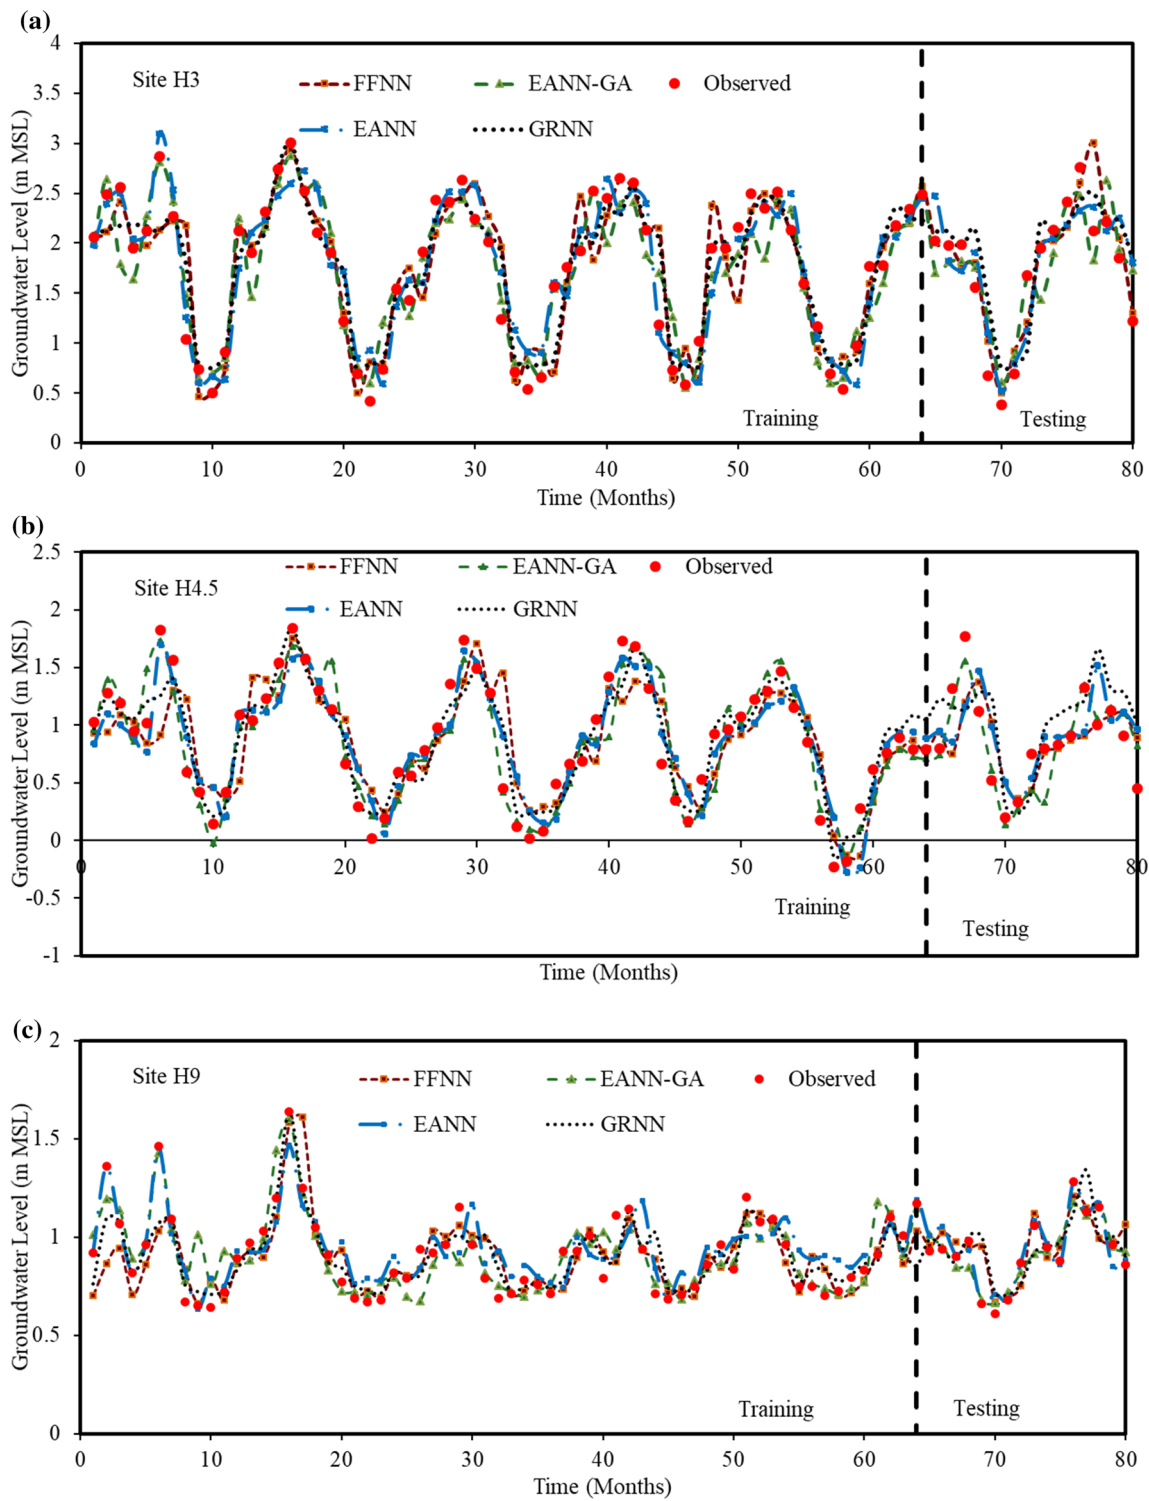 (a)
4
3.5
3
2.5
2
1.5
1
0.5
0
Groundwater Level (m MSL)
Site H3
FFNN
EANN-GA
Observed
EANN
GRNN
Training
Testing
0 10 20 30 40 50 60 70 80
Time (Months)
(b)
2.5
2
1.5
1
0.5
0
-0.5
-1
Groundwater Level (m MSL)
Site H4.5
FFNN
EANN-GA
Observed
EANN
GRNN
0 10 20 30 40 50 60 70 80
Training
Testing
Time (Months)
(c)
2
1.5
1
0.5
0
Groundwater Level (m MSL)
Site H9
FFNN
EANN-GA
Observed
EANN
GRNN
Training
Testing
0 10 20 30 40 50 60 70 80
Time (Months)